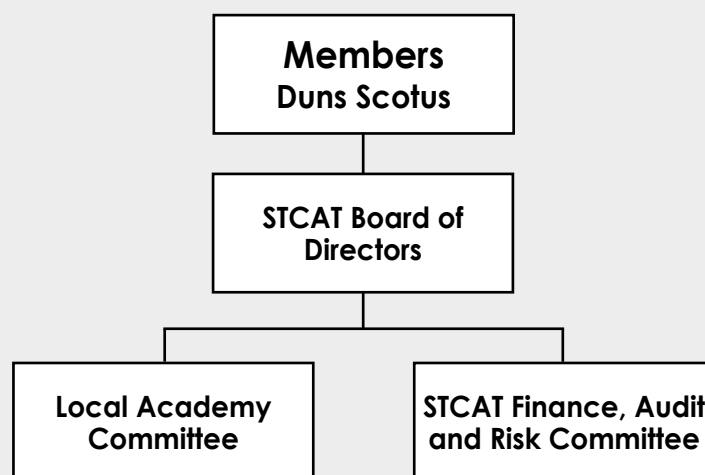 Members
Duns Scotus
STCAT Board of
Directors
Local Academy
Committee
STCAT Finance, Audit
and Risk Committee